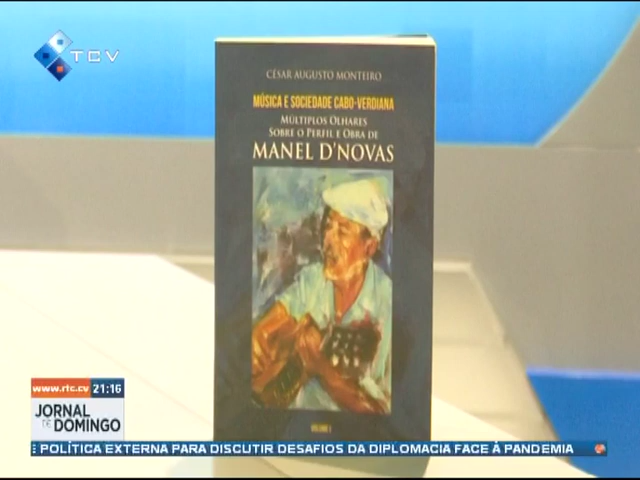 TCV
CÉSAR AUGUSTO MONTEIRO
MÚSICA E SOCIEDADE CABO-VERDIANA
MÚLTIPLOS OLHARES
SOBRE O PERFIL E OBRA DE
MANEL D'NOVAS
VOLUME I
www.rtc.cv 21:16
JORNAL
DE DOMINGO
E POLÍTICA EXTERNA PARA DISCUTIR DESAFIOS DA DIPLOMACIA FACE À PANDEMIA